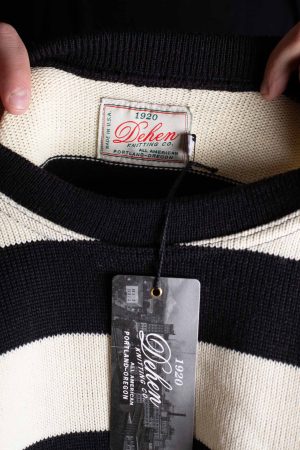 1920
Dehen
KNITTING CO.
ALL AMERICAN
PORTLAND-OREGON
MADE IN U.S.A.
1920
Dehen
KNITTING CO.
ALL AMERICAN
PORTLAND-OREGON